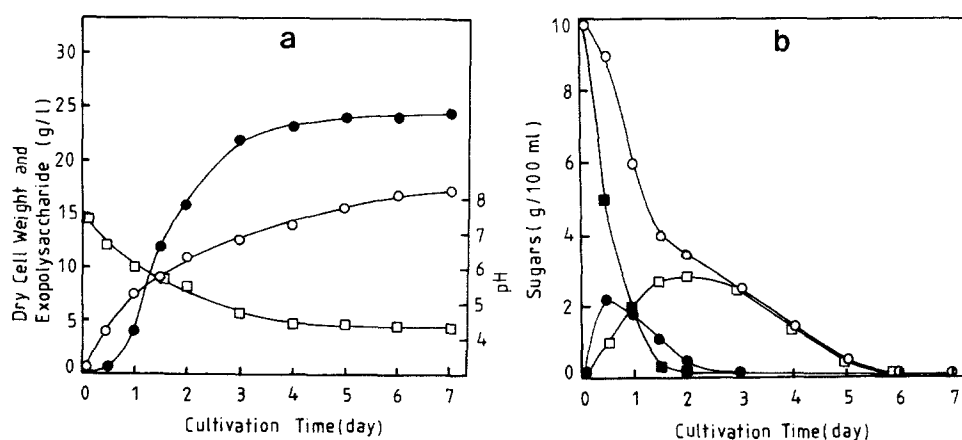 a
30
25
20
15
10
5
0
Dry Cell Weight and
Exopolysaccharide (g/l)
8
7
6
5
4
pH
0 1 2 3 4 5 6 7
Cultivation Time(day)
b
10
8
6
4
2
0
Sugars(g/100 ml)
0 1 2 3 4 5 6 7
Cultivation Time(day)